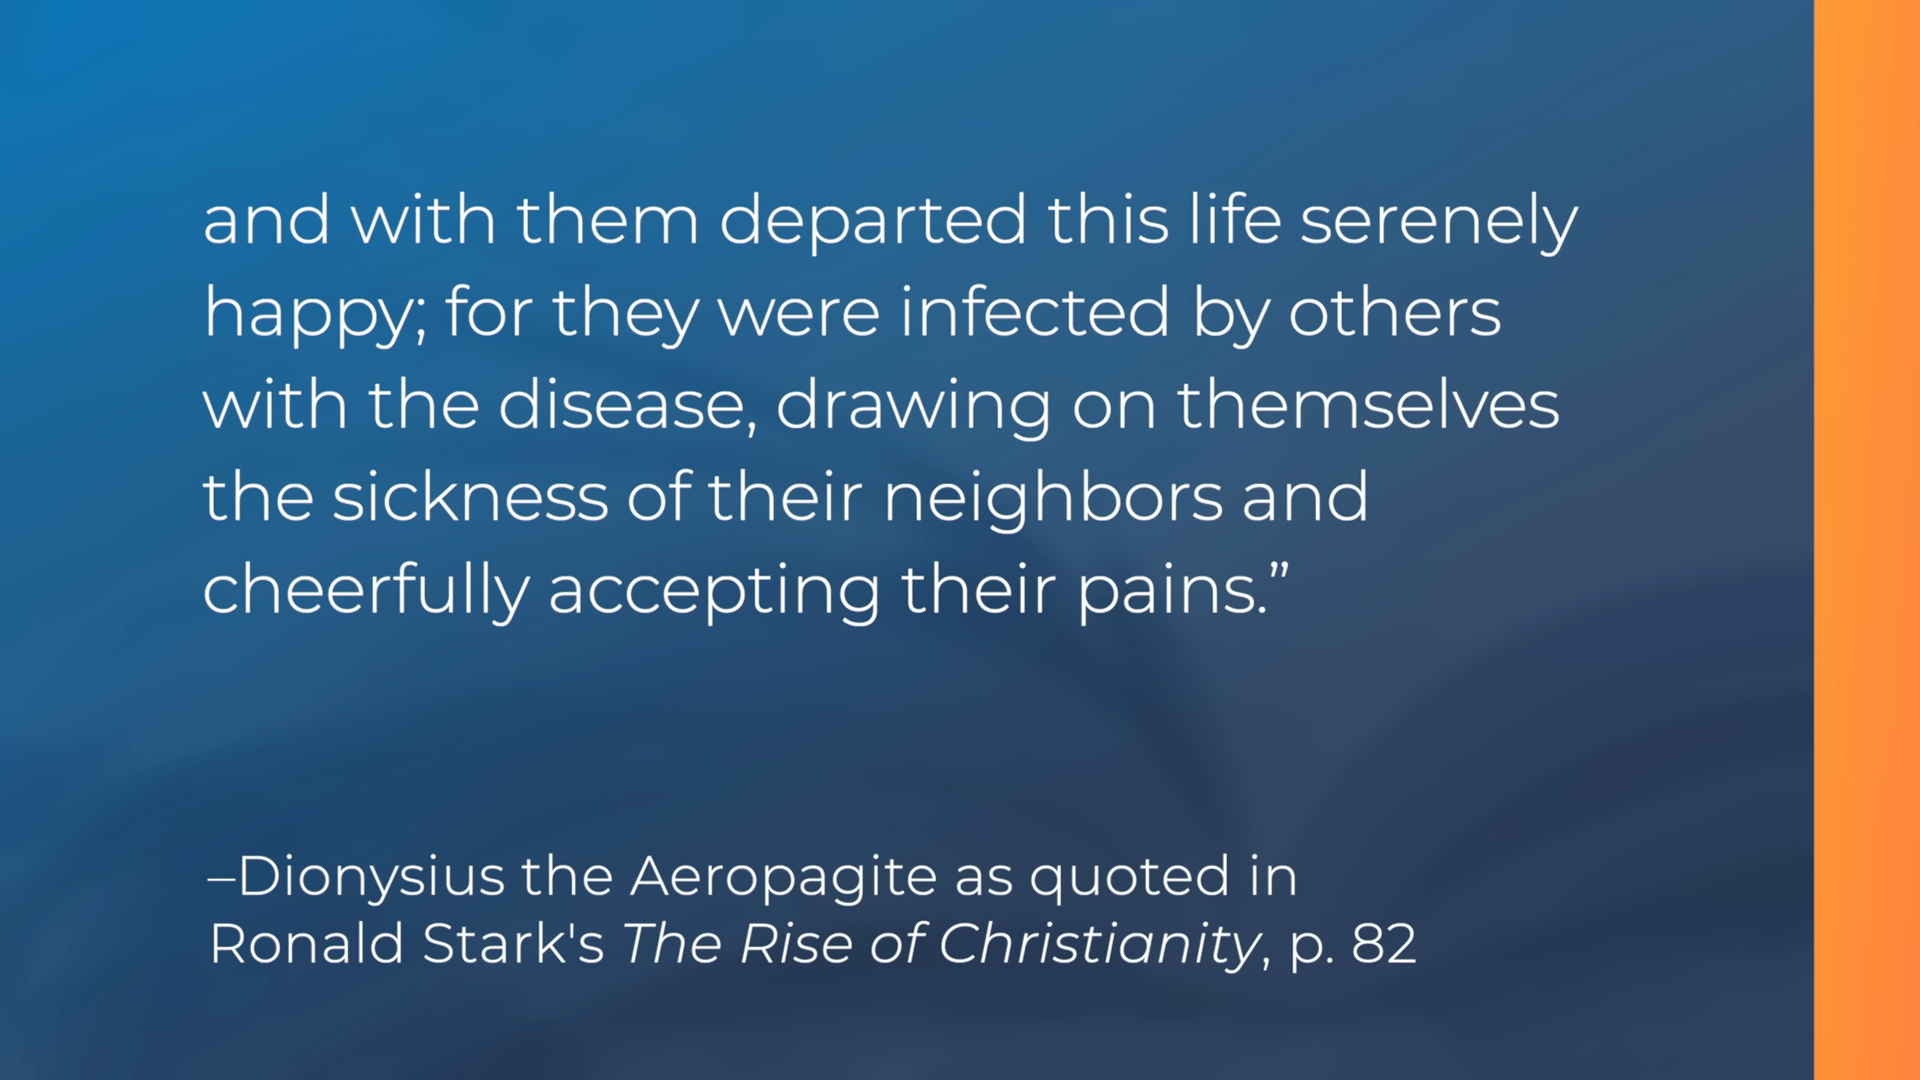 and with them departed this life serenely
happy; for they were infected by others
with the disease, drawing on themselves
the sickness of their neighbors and
cheerfully accepting their pains.”
–Dionysius the Aeropagite as quoted in
Ronald Stark's The Rise of Christianity, p. 82